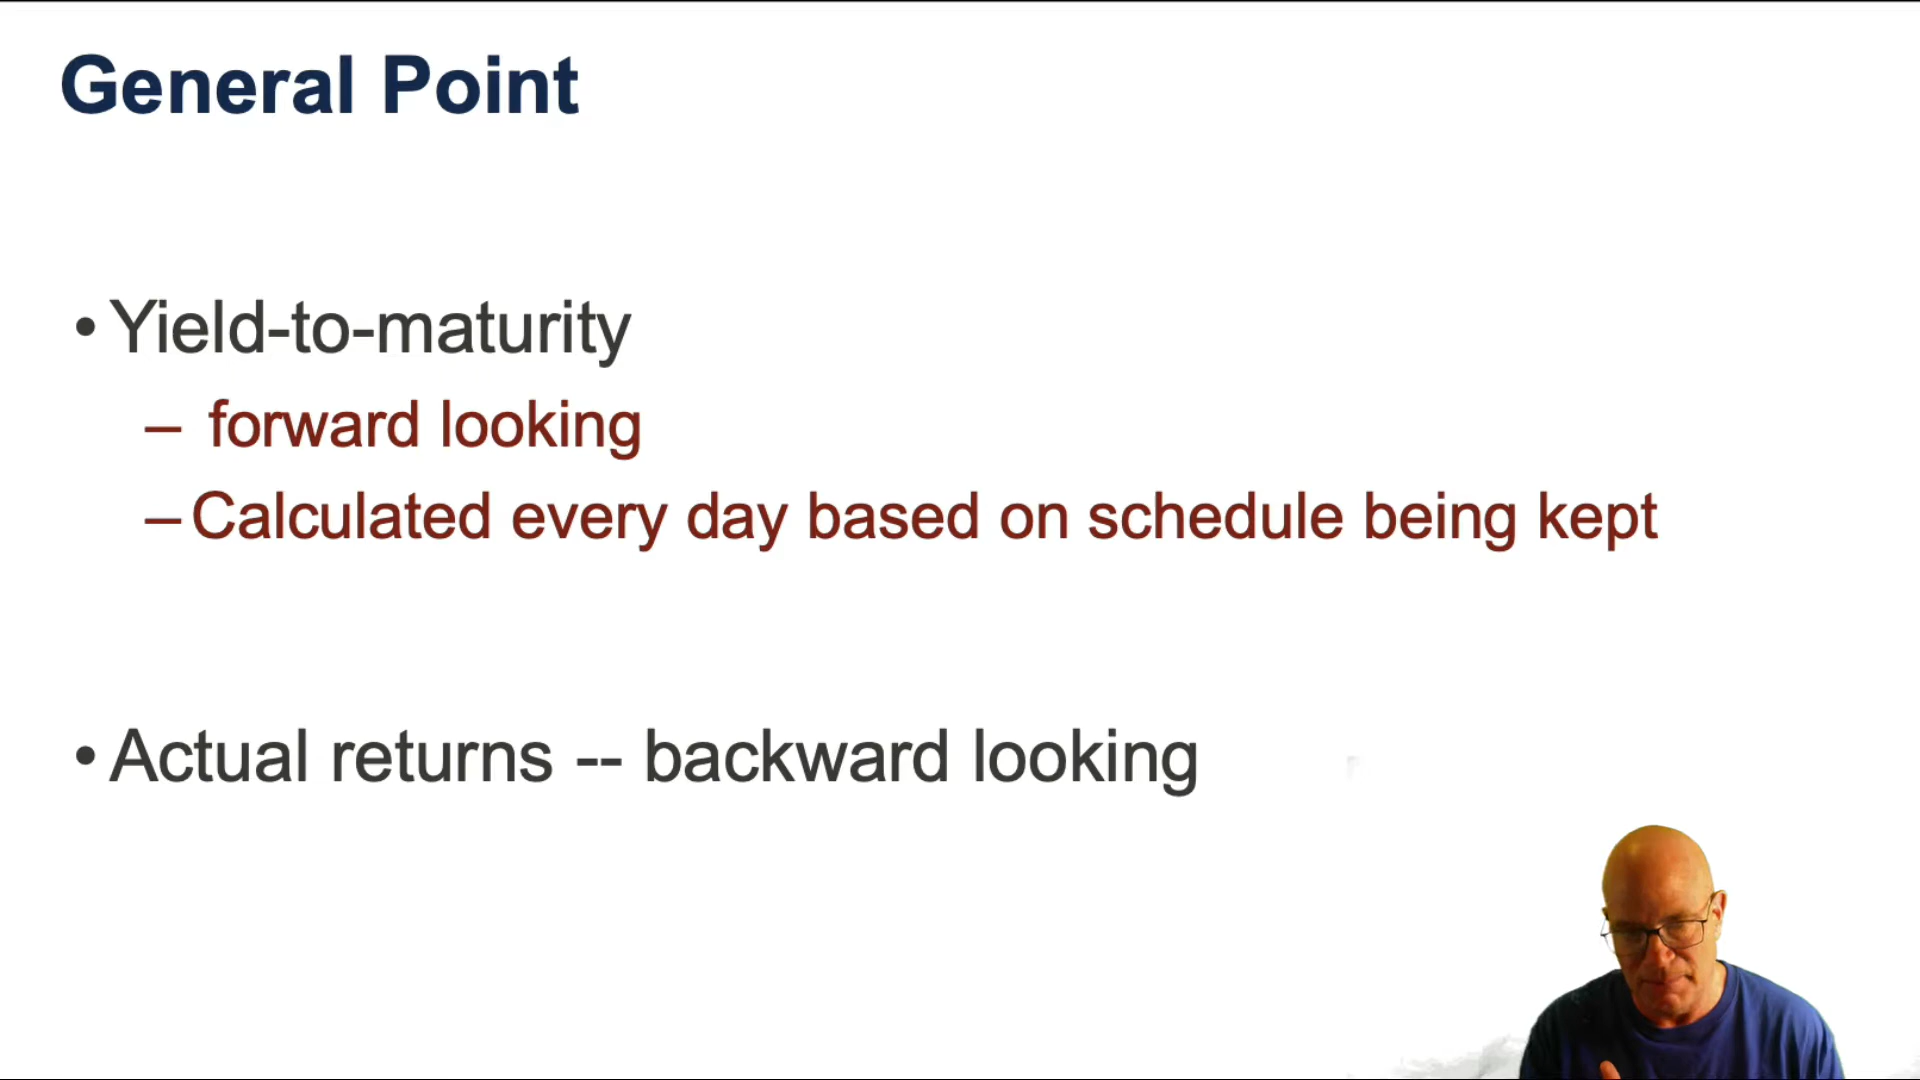 General Point
• Yield-to-maturity
– forward looking
– Calculated every day based on schedule being kept
• Actual returns -- backward looking